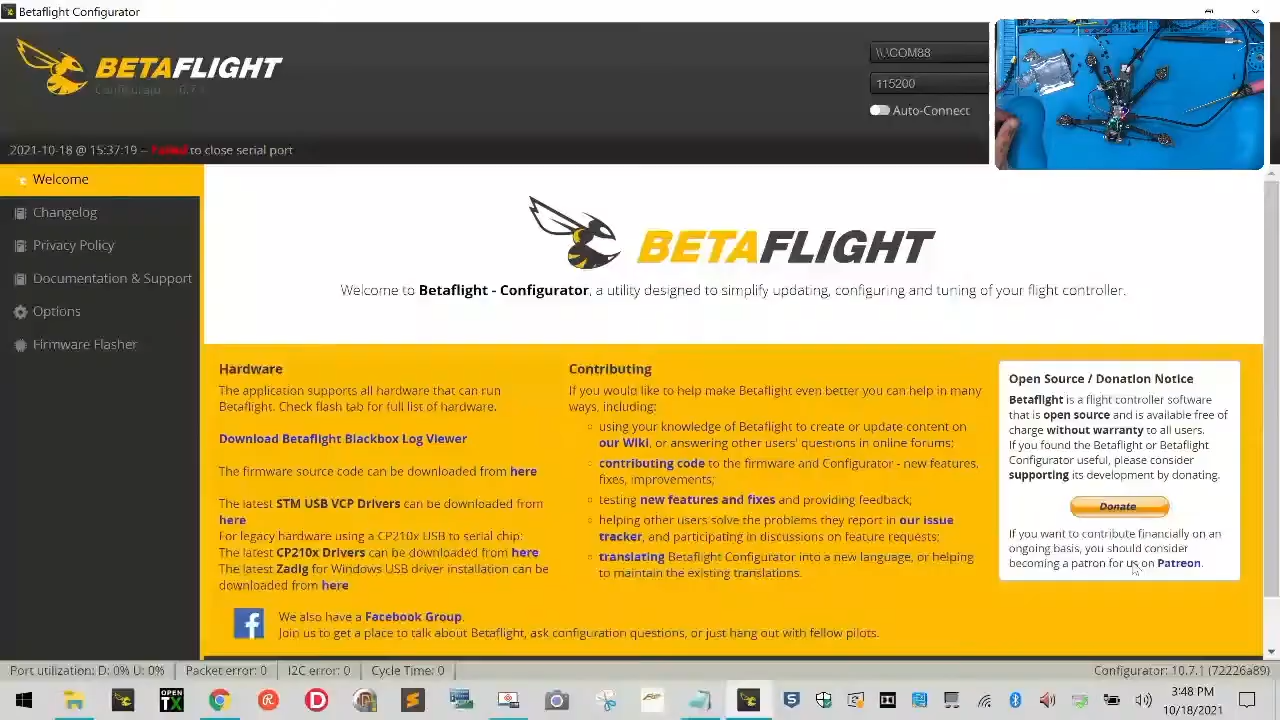 Betaflight Configurator
BETAFLIGHT
\\.\COM88
115200
Auto-Connect
2021-10-18 @ 15:37:19 -- Failed to close serial port
Welcome
Changelog
Privacy Policy
Documentation & Support
Options
Firmware Flasher
BETAFLIGHT
Welcome to Betaflight - Configurator, a utility designed to simplify updating, configuring and tuning of your flight controller.
Hardware
The application supports all hardware that can run
Betaflight. Check flash tab for full list of hardware.
Download Betaflight Blackbox Log Viewer
The firmware source code can be downloaded from here
The latest STM USB VCP Drivers can be downloaded from
here
For legacy hardware using a CP210x USB to serial chip:
The latest CP210x Drivers can be downloaded from here
The latest Zadig for Windows USB driver installation can be
downloaded from here
Contributing
If you would like to help make Betaflight even better you can help in many
ways, including:
using your knowledge of Betaflight to create or update content on
our Wiki, or answering other users' questions in online forums;
contributing code to the firmware and Configurator - new features,
fixes, improvements;
testing new features and fixes and providing feedback;
helping other users solve the problems they report in our issue
tracker, and participating in discussions on feature requests;
translating Betaflight Configurator into a new language, or helping
to maintain the existing translations.
Open Source / Donation Notice
Betaflight is a flight controller software
that is open source and is available free of
charge without warranty to all users.
If you found the Betaflight or Betaflight
Configurator useful, please consider
supporting its development by donating.
Donate
If you want to contribute financially on an
ongoing basis, you should consider
becoming a patron for us on Patreon.
We also have a Facebook Group.
Join us to get a place to talk about Betaflight, ask configuration questions, or just hang out with fellow pilots.
Port utilization: D: 0% U: 0%
Packet error: 0
I2C error: 0
Cycle Time: 0
Configurator: 10.7.1 (72226a89)
OPEN
TX
3:48 PM
10/18/2021